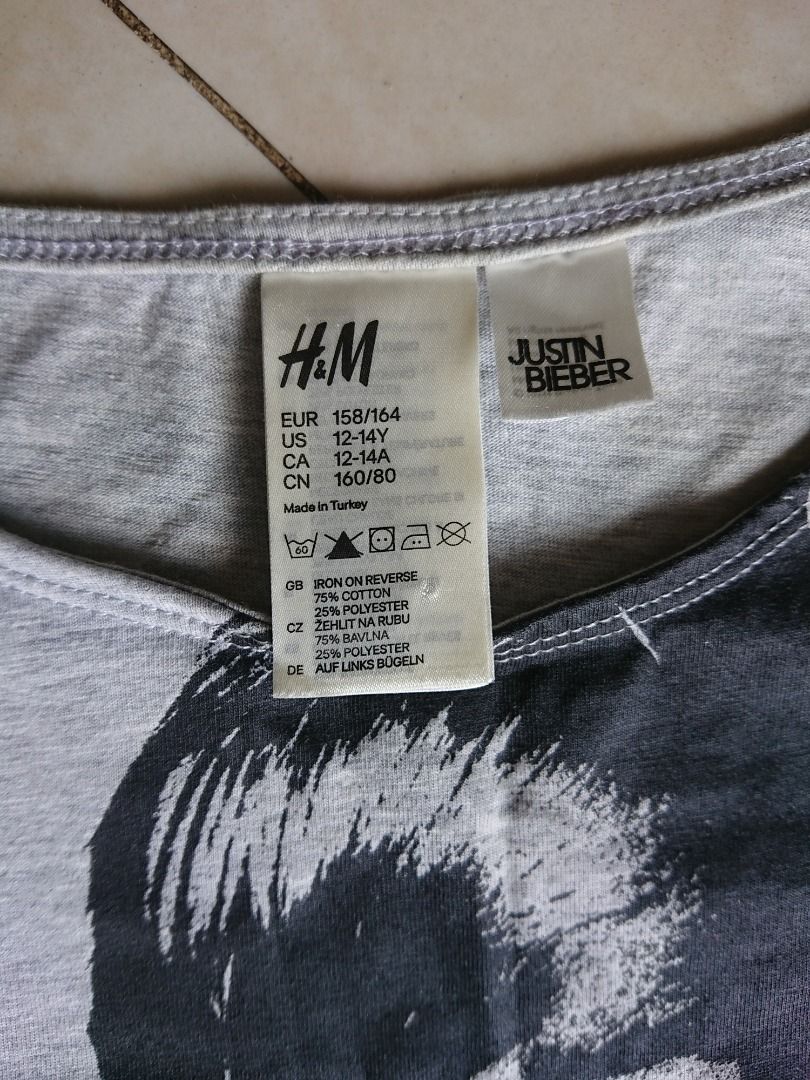 H&M
EUR 158/164
US 12-14Y
CA 12-14A
CN 160/80
Made in Turkey
60
GB IRON ON REVERSE
75% COTTON
25% POLYESTER
CZ ŽEHLIT NA RUBU
75% BAVLNA
25% POLYESTER
DE AUF LINKS BÜGELN
JUSTIN
BIEBER